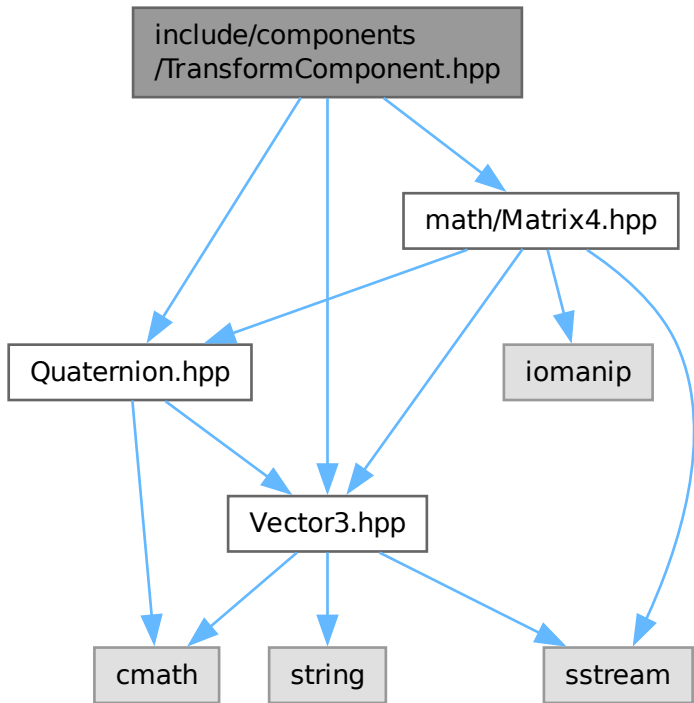 include/components
/TransformComponent.hpp
math/Matrix4.hpp
Quaternion.hpp
iomanip
Vector3.hpp
cmath
string
sstream